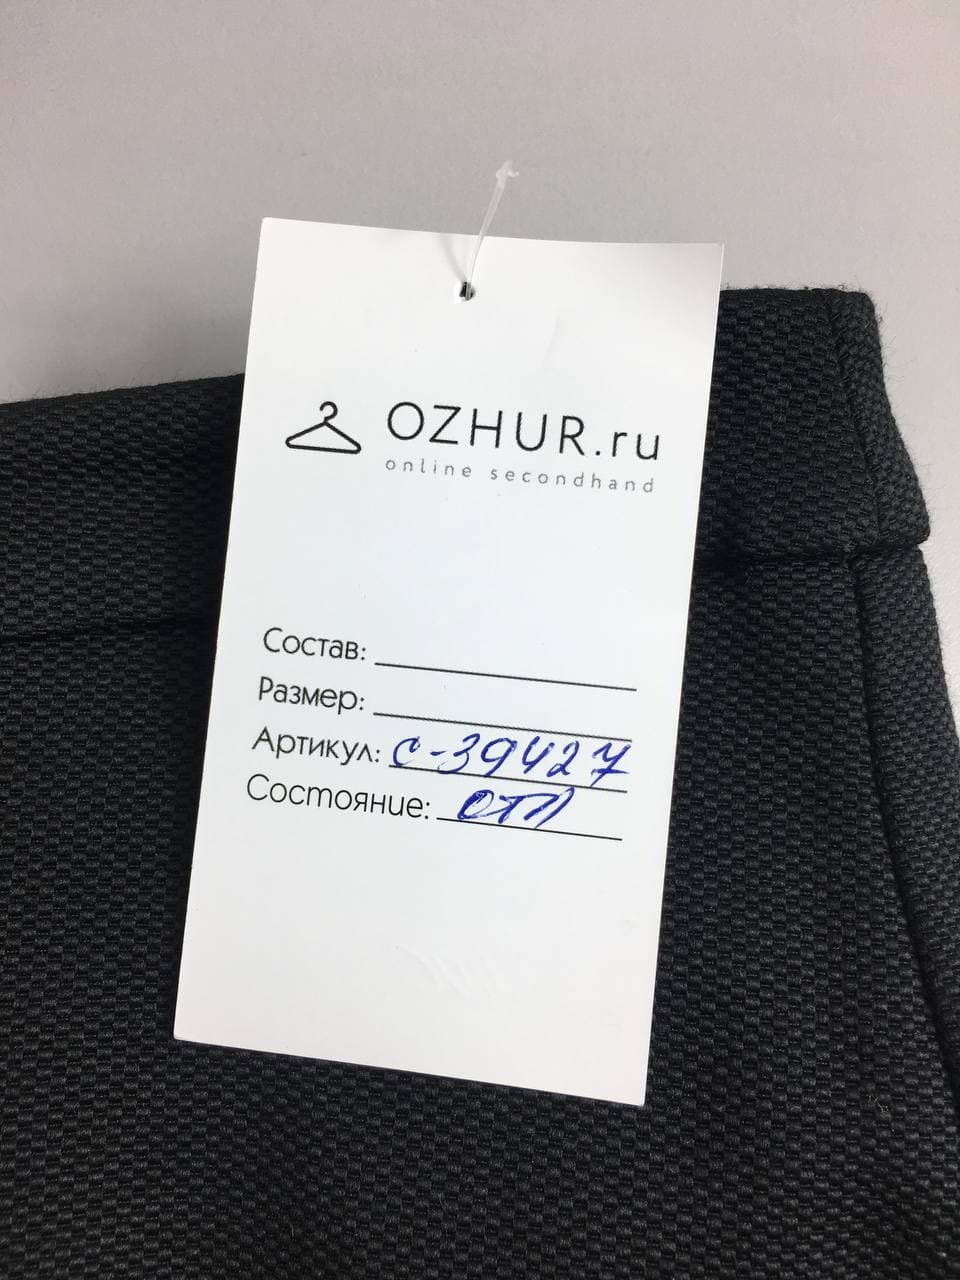 OZHUR.ru
online secondhand
Состав:
Размер:
Артикул: С-39427
Состояние: ОТЛ